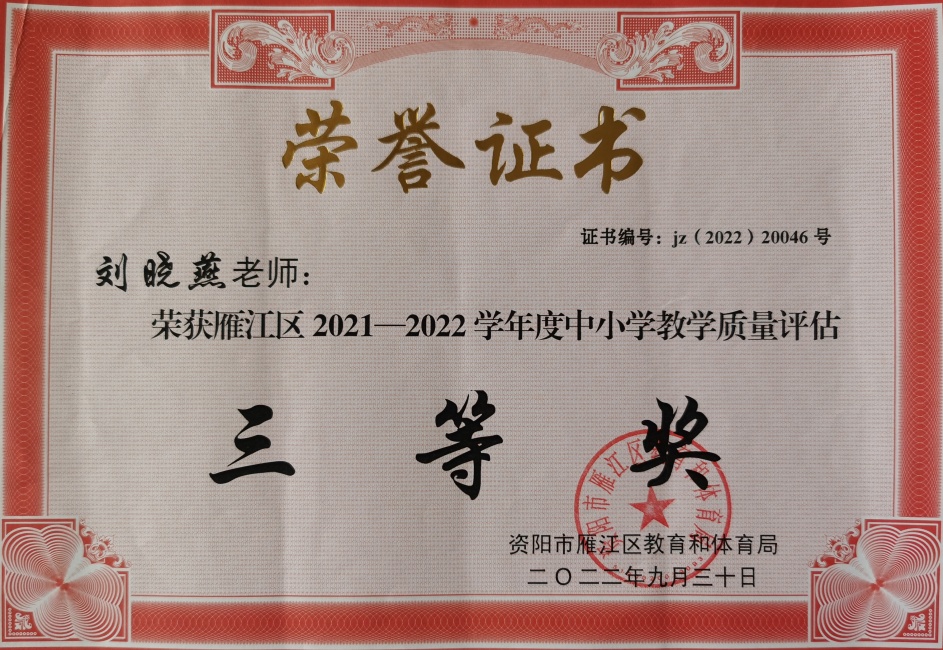 荣誉证书
证书编号：jz（2022）20046 号
刘晓燕老师：
荣获雁江区 2021—2022 学年度中小学教学质量评估
三等奖
资阳市雁江区教育和体育局
二〇二二年九月三十日